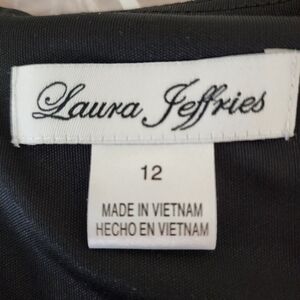 Laura Jeffries
12
MADE IN VIETNAM
HECHO EN VIETNAM